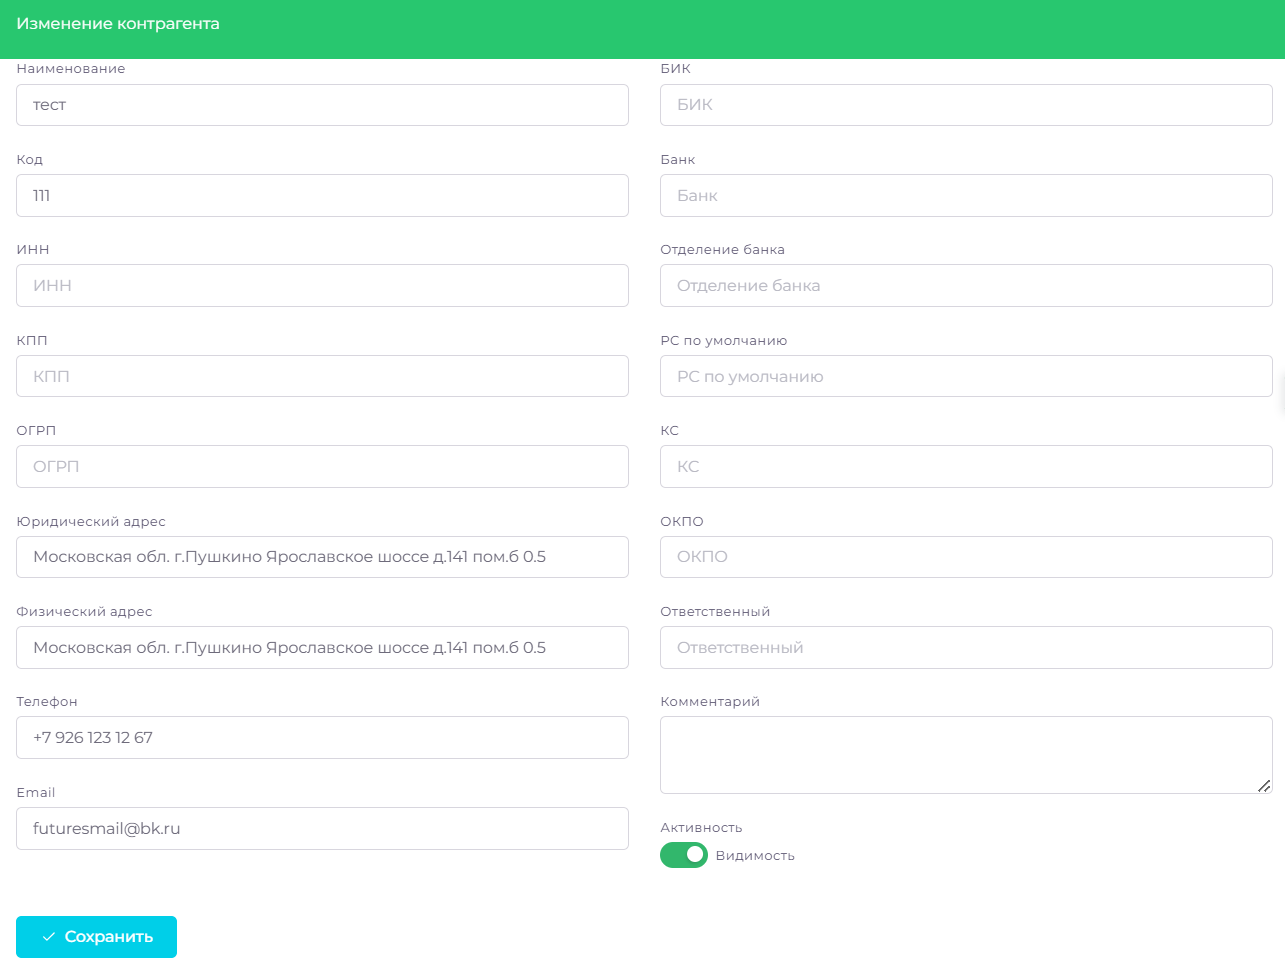 Изменение контрагента
Наименование
тест
Код
111
ИНН
ИНН
КПП
КПП
ОГРП
ОГРП
Юридический адрес
Московская обл. г.Пушкино Ярославское шоссе д.141 пом.б 0.5
Физический адрес
Московская обл. г.Пушкино Ярославское шоссе д.141 пом.б 0.5
Телефон
+7 926 123 12 67
Email
futuresmail@bk.ru
БИК
БИК
Банк
Банк
Отделение банка
Отделение банка
РС по умолчанию
РС по умолчанию
КС
КС
ОКПО
ОКПО
Ответственный
Ответственный
Комментарий
Активность
Видимость
Сохранить